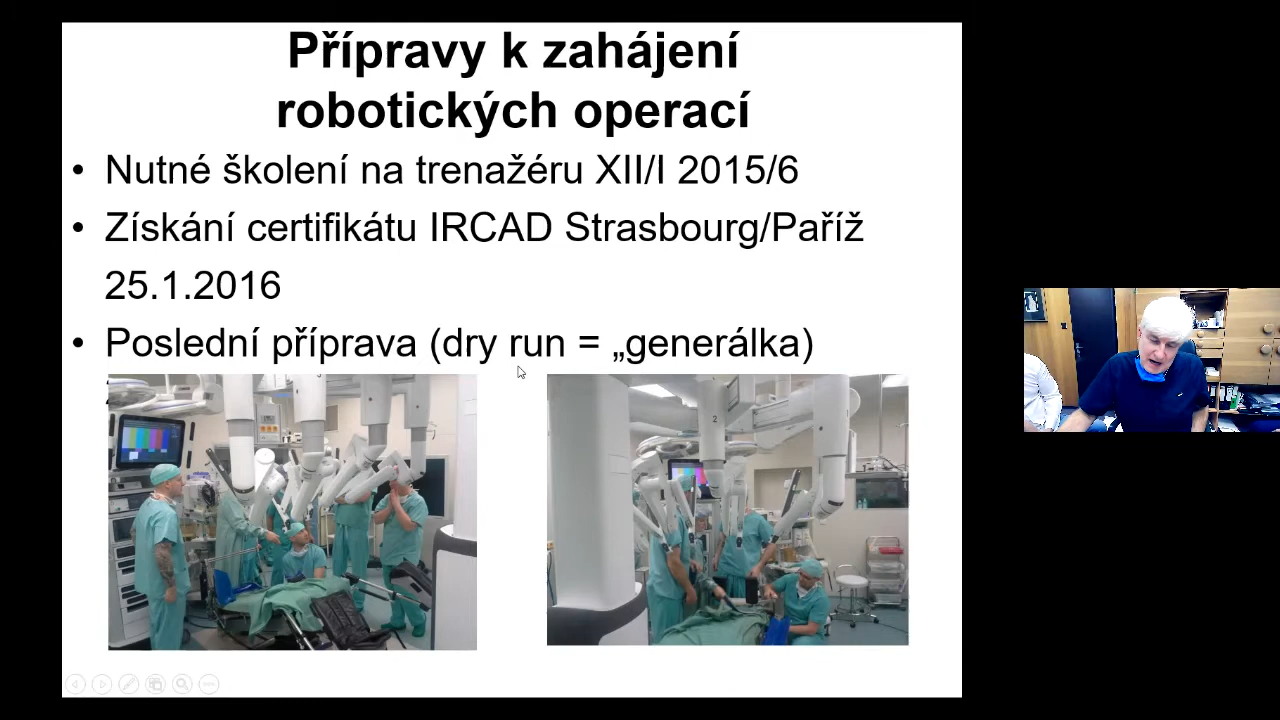 Přípravy k zahájení
robotických operací
• Nutné školení na trenažéru XII/I 2015/6
• Získání certifikátu IRCAD Strasbourg/Paříž
25.1.2016
• Poslední příprava (dry run = „generálka)
2